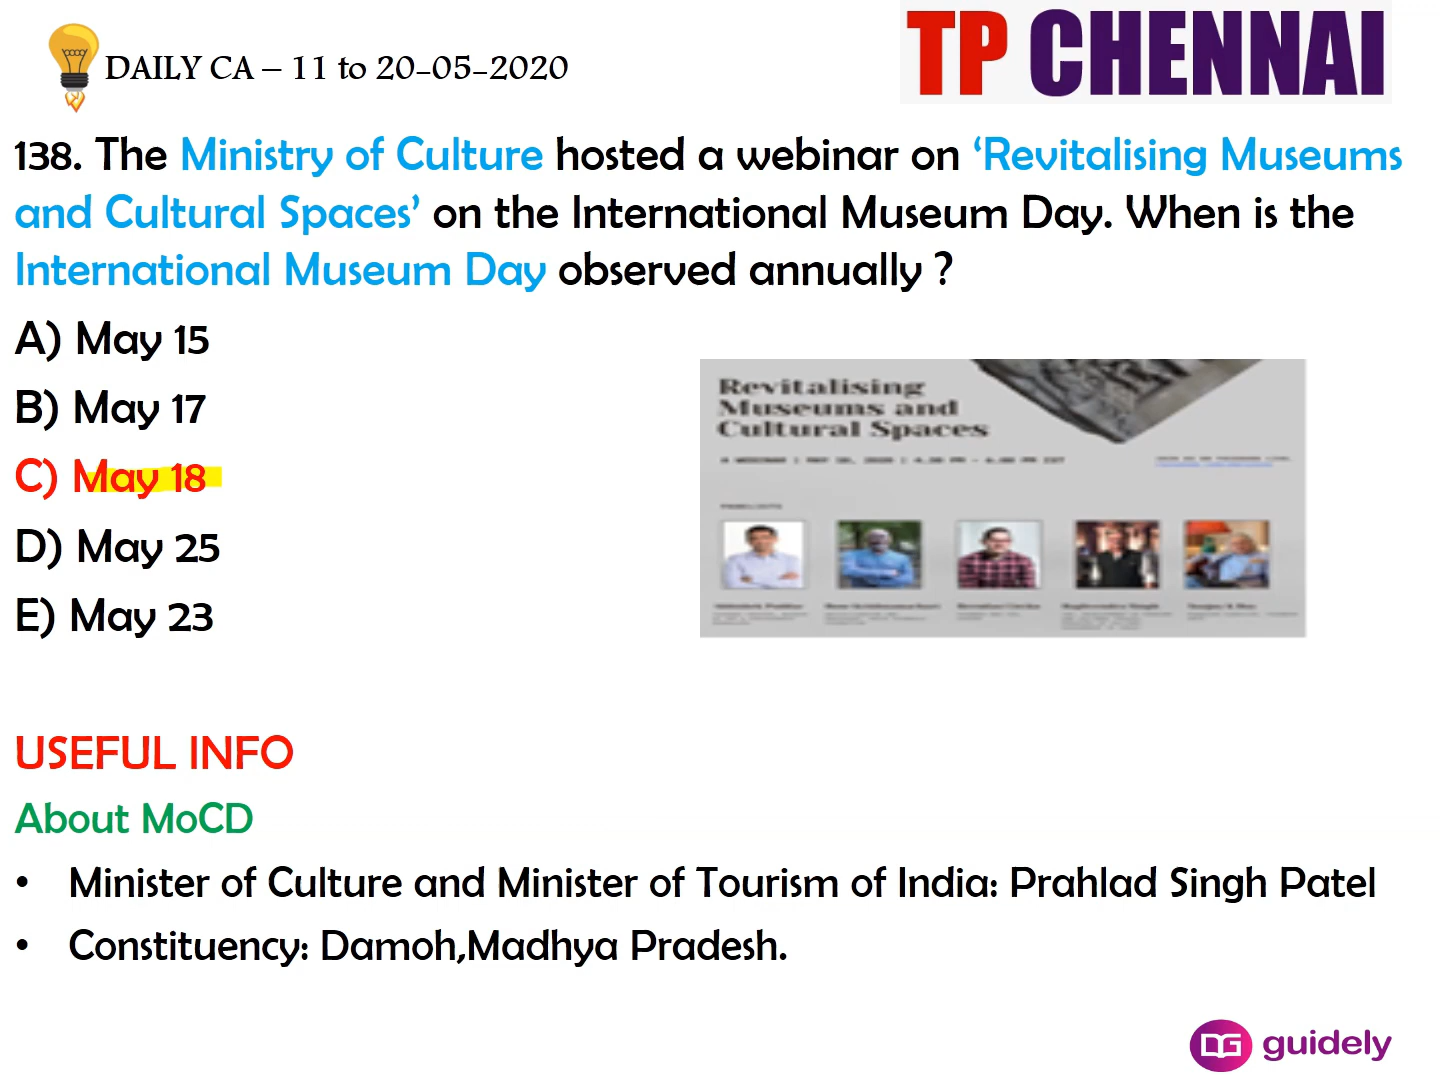 DAILY CA – 11 to 20-05-2020
TP CHENNAI
138. The Ministry of Culture hosted a webinar on ‘Revitalising Museums
and Cultural Spaces’ on the International Museum Day. When is the
International Museum Day observed annually ?
A) May 15
B) May 17
C) May 18
D) May 25
E) May 23
Revitalising
Museums and
Cultural Spaces
USEFUL INFO
About MoCD
• Minister of Culture and Minister of Tourism of India: Prahlad Singh Patel
• Constituency: Damoh,Madhya Pradesh.
guidely